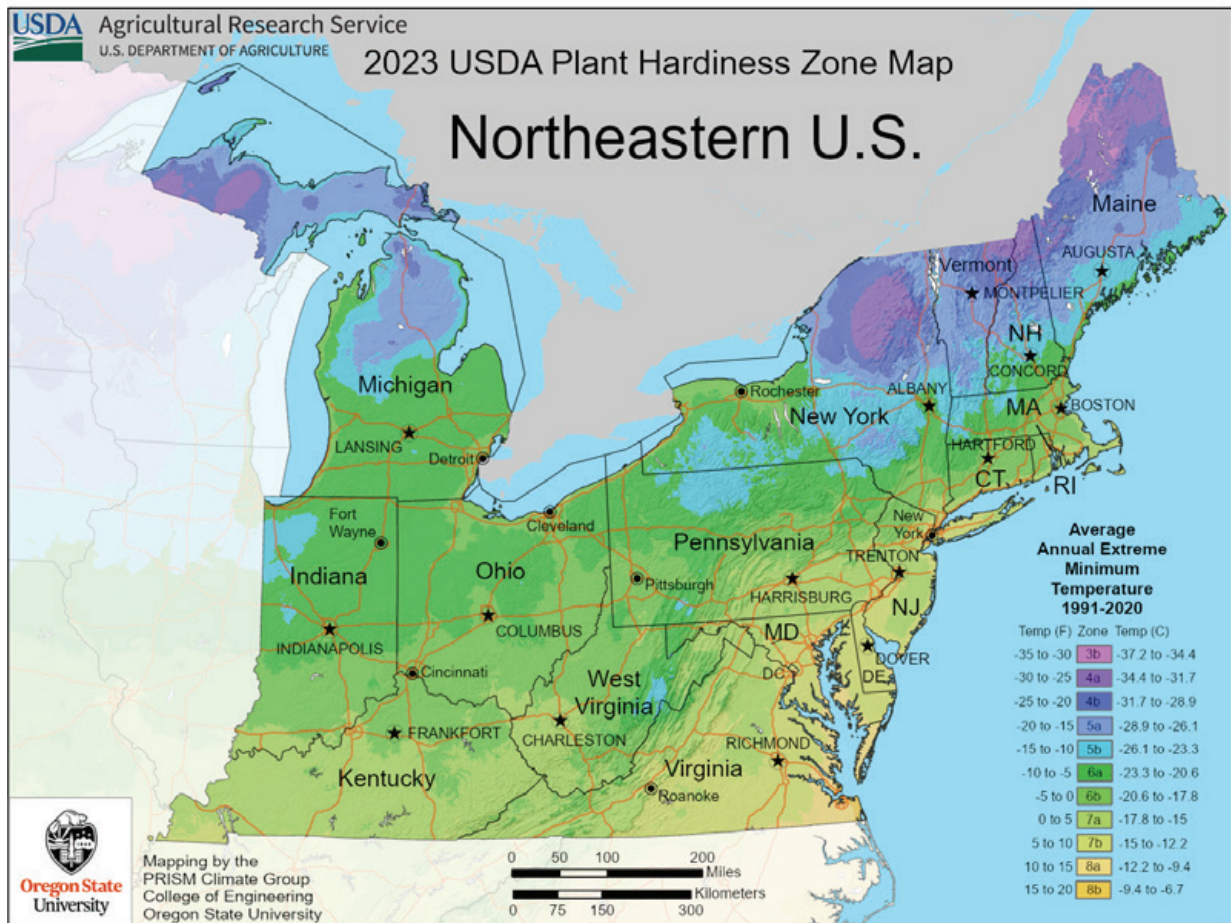 USDA
Agricultural Research Service
U.S. DEPARTMENT OF AGRICULTURE
2023 USDA Plant Hardiness Zone Map
Northeastern U.S.
Maine
AUGUSTA
Vermont
MONTPELIER
NH
CONCORD
Michigan
Rochester
ALBANY
New York
MA
BOSTON
LANSING
HARTFORD
Detroit
CT
RI
Fort
Wayne
Cleveland
New
York
Pennsylvania
TRENTON
Indiana
Ohio
Pittsburgh
HARRISBURG
NJ
COLUMBUS
MD
INDIANAPOLIS
DOVER
Cincinnati
DC
DE
West
Virginia
FRANKFORT
CHARLESTON
RICHMOND
Kentucky
Virginia
Roanoke
Average
Annual Extreme
Minimum
Temperature
1991-2020
Temp (F) Zone Temp (C)
-35 to -30 3b -37.2 to -34.4
-30 to -25 4a -34.4 to -31.7
-25 to -20 4b -31.7 to -28.9
-20 to -15 5a -28.9 to -26.1
-15 to -10 5b -26.1 to -23.3
-10 to -5 6a -23.3 to -20.6
-5 to 0 6b -20.6 to -17.8
0 to 5 7a -17.8 to -15
5 to 10 7b -15 to -12.2
10 to 15 8a -12.2 to -9.4
15 to 20 8b -9.4 to -6.7
Oregon State
University
Mapping by the
PRISM Climate Group
College of Engineering
Oregon State University
0 50 100 200
Miles
Kilometers
0 75 150 300